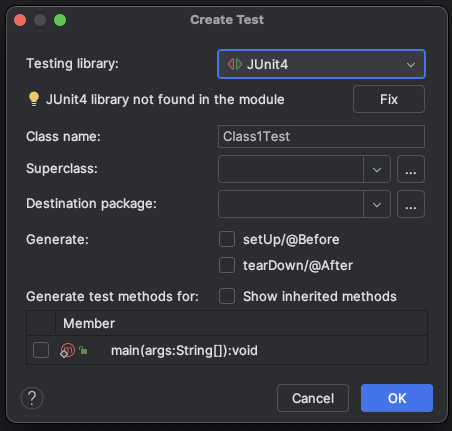 Create Test
Testing library: JUnit4
JUnit4 library not found in the module Fix
Class name: Class1Test
Superclass: ...
Destination package: ...
Generate: setUp/@Before
tearDown/@After
Generate test methods for: Show inherited methods
Member
m main(args:String[]):void
? Cancel OK